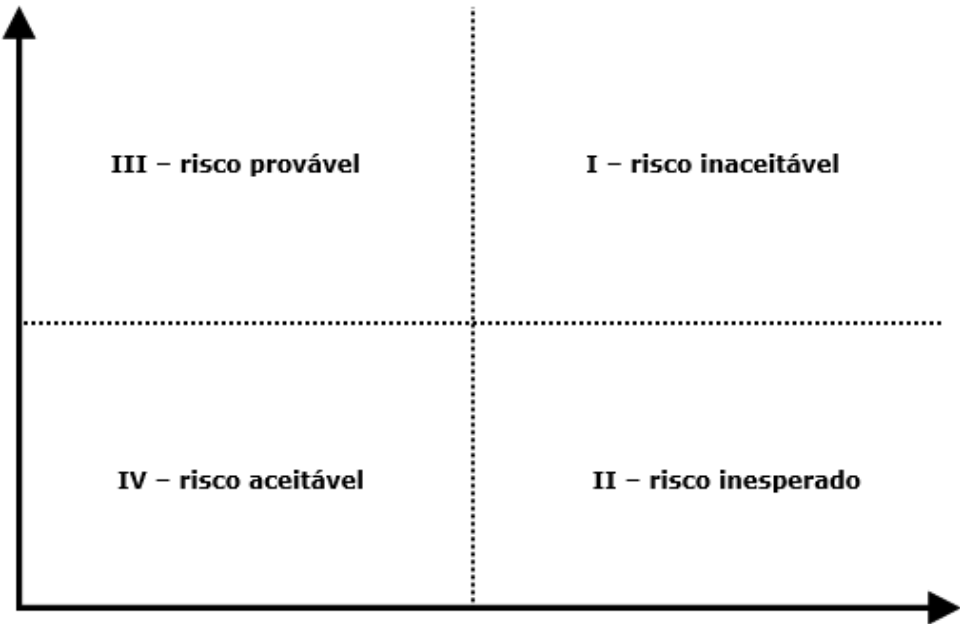 III – risco provável
I – risco inaceitável
IV – risco aceitável
II – risco inesperado